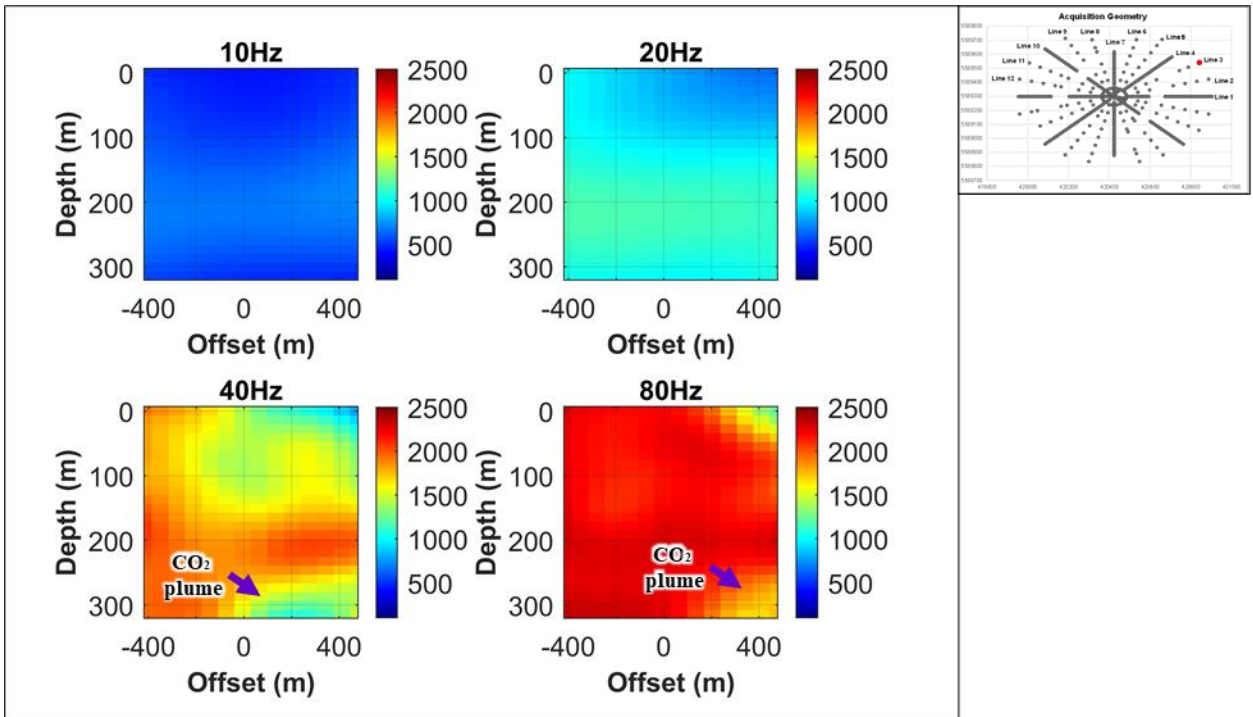 10Hz
0
100
200
300
Depth (m)
-400 0 400
Offset (m)
2500
2000
1500
1000
500
20Hz
0
100
200
300
Depth (m)
-400 0 400
Offset (m)
2500
2000
1500
1000
500
40Hz
0
100
200
300
Depth (m)
CO₂
plume
-400 0 400
Offset (m)
2500
2000
1500
1000
500
80Hz
0
100
200
300
Depth (m)
CO₂
plume
-400 0 400
Offset (m)
2500
2000
1500
1000
500
Acquisition Geometry
Line 9 Line 8 Line 7 Line 6 Line 5
Line 10 Line 4
Line 11 Line 3
Line 12 Line 2
Line 1